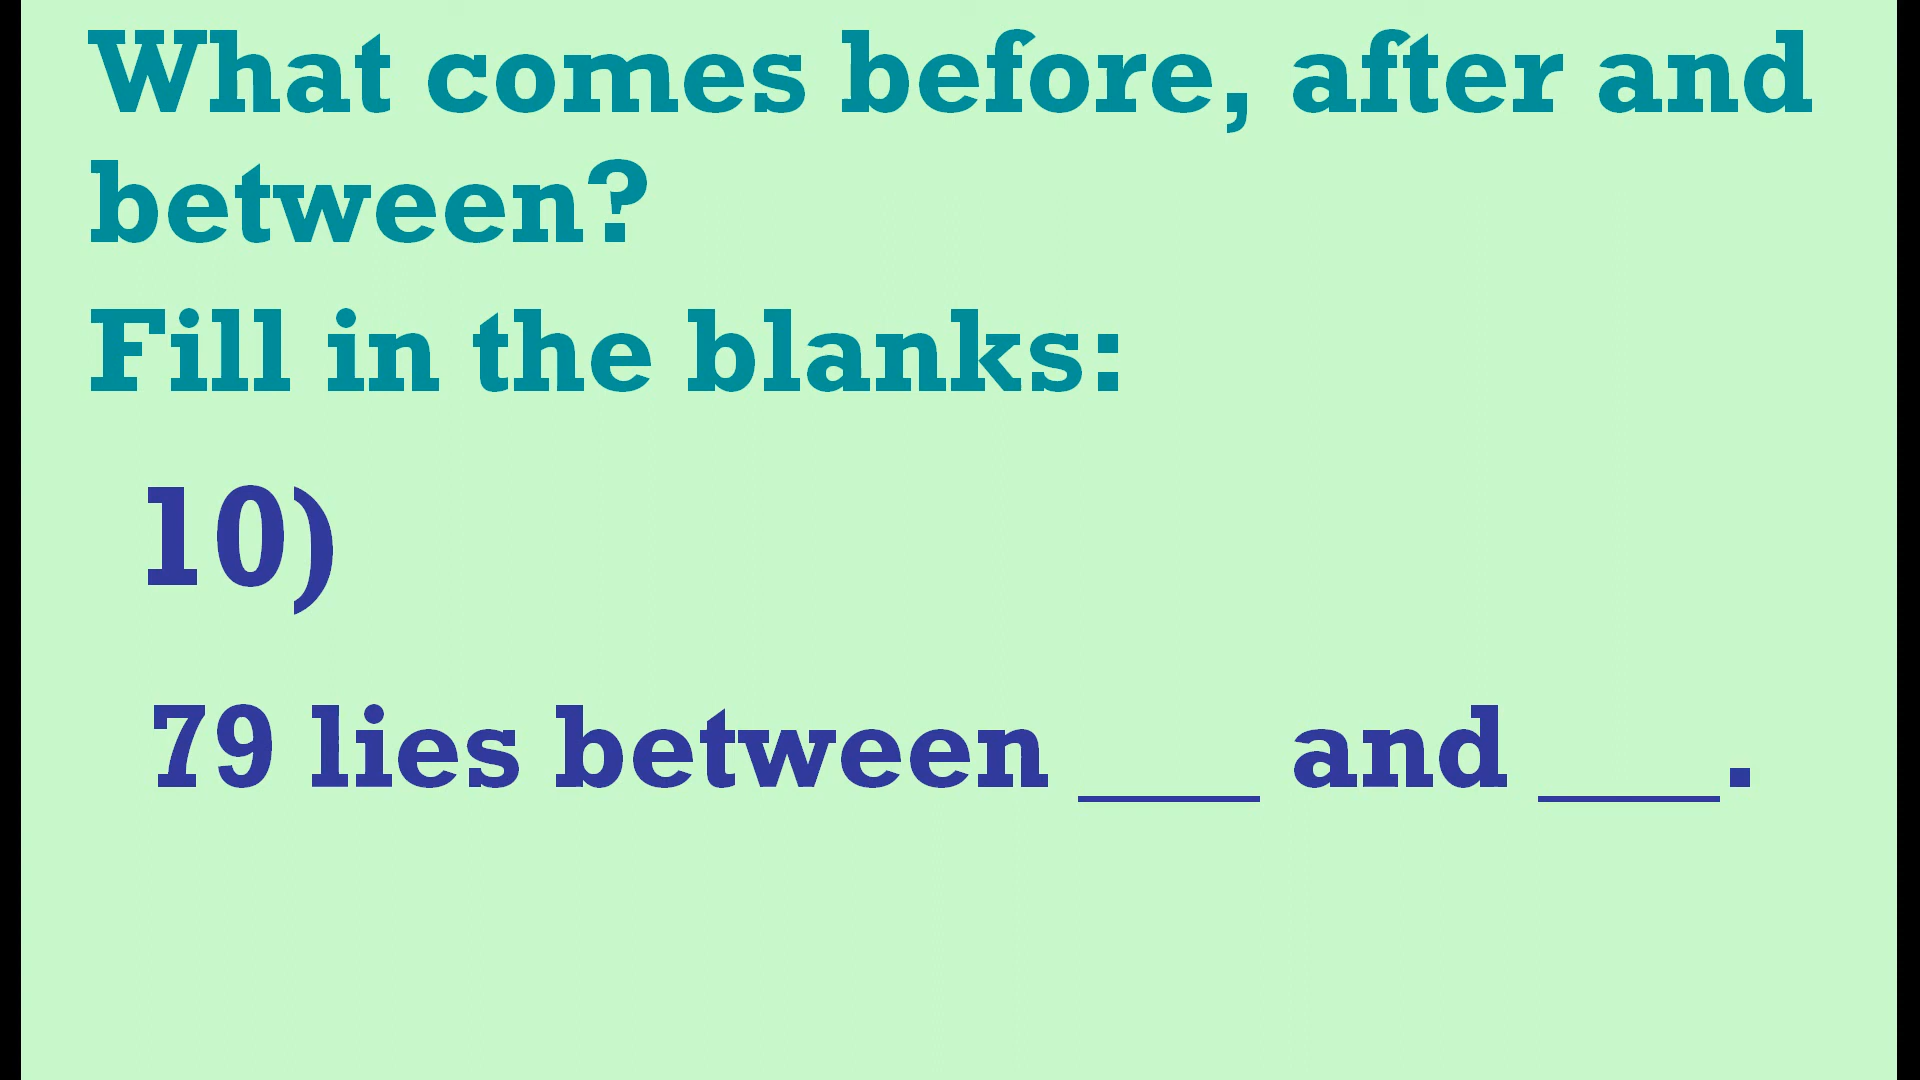 What comes before, after and
between?
Fill in the blanks:
10)
79 lies between ___ and ___.